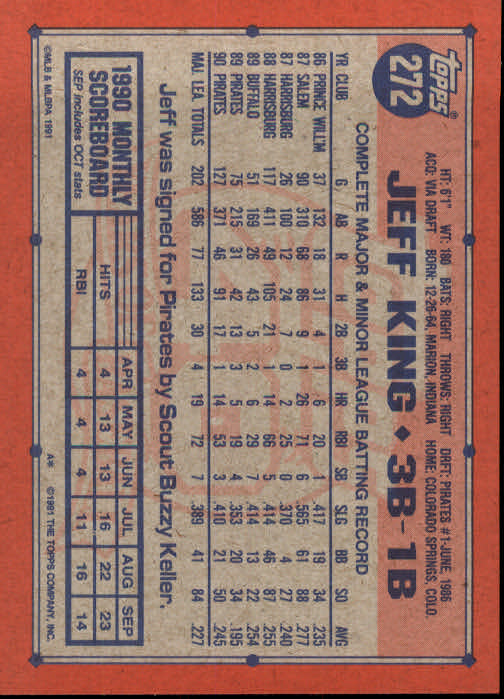 TOPPS®
272
HT: 6'1" WT: 180 BATS: RIGHT THROWS: RIGHT DRFT: PIRATES #1-JUNE, 1986
ACQ: VIA DRAFT BORN: 12-26-64, MARION, INDIANA HOME: COLORADO SPRINGS, COLO.
JEFF KING ◆ 3B-1B
COMPLETE MAJOR & MINOR LEAGUE BATTING RECORD
YR CLUB G AB R H 2B 3B HR RBI SB SLG BB SO AVG
86 PRINCE WILL'M 37 132 18 31 4 1 6 20 1 .417 19 34 .235
87 SALEM 90 310 68 86 9 1 26 71 6 .565 61 88 .277
87 HARRISBURG 26 100 12 24 7 0 2 25 0 .370 4 27 .240
88 HARRISBURG 117 411 49 105 21 1 14 66 5 .414 46 87 .255
89 BUFFALO 51 169 26 43 5 2 6 29 7 .414 13 22 .254
89 PIRATES 75 215 31 42 13 3 5 19 4 .353 20 34 .195
90 PIRATES 127 371 46 91 17 1 14 53 3 .410 21 50 .245
MAJ. LEA TOTALS 202 586 77 133 30 4 19 72 7 .389 41 84 .227
Jeff was signed for Pirates by Scout Buzzy Keller.
1990 MONTHLY SCOREBOARD
SEP includes OCT stats
APR MAY JUN JUL AUG SEP
HITS 4 13 13 16 22 23
RBI 4 4 4 11 16 14
©MLB & MLBPA 1991
A* ©1991 THE TOPPS COMPANY, INC.